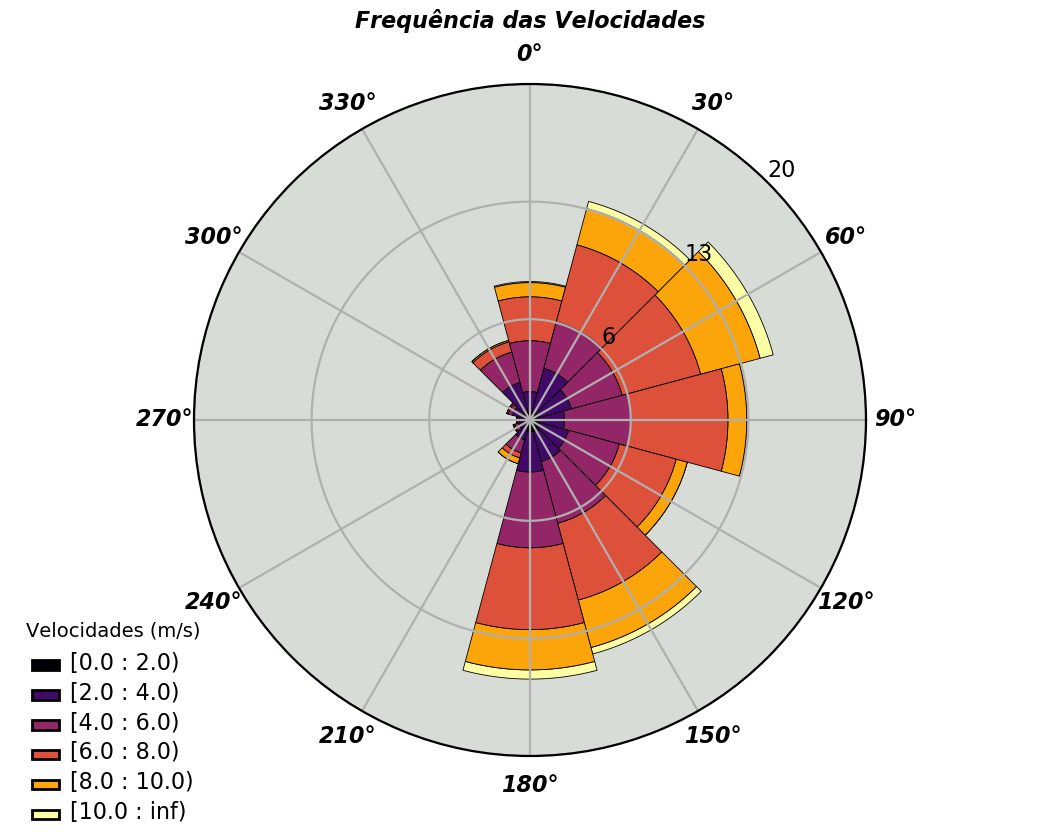 Frequência das Velocidades
0°
330°
30°
20
300°
60°
13
6
270°
90°
240°
120°
210°
150°
180°
Velocidades (m/s)
[0.0 : 2.0)
[2.0 : 4.0)
[4.0 : 6.0)
[6.0 : 8.0)
[8.0 : 10.0)
[10.0 : inf)